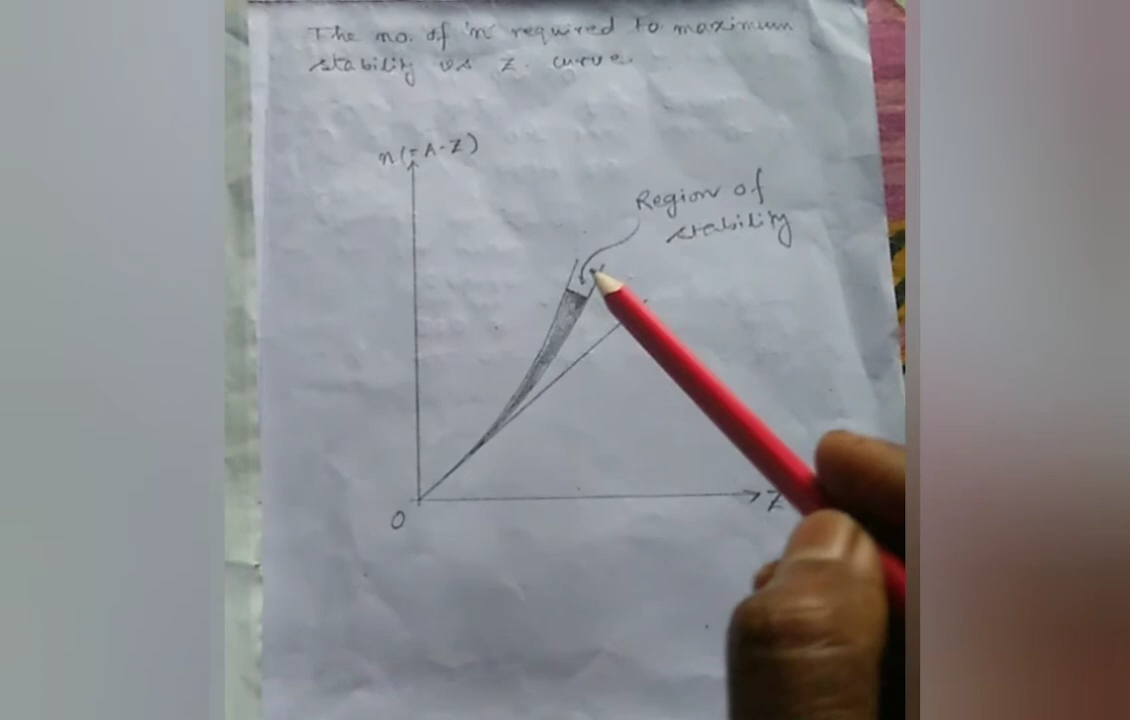 The no. of 'n' required to maximum
stability vs Z curve.
n(=A-Z)
Region of
stability
O
Z